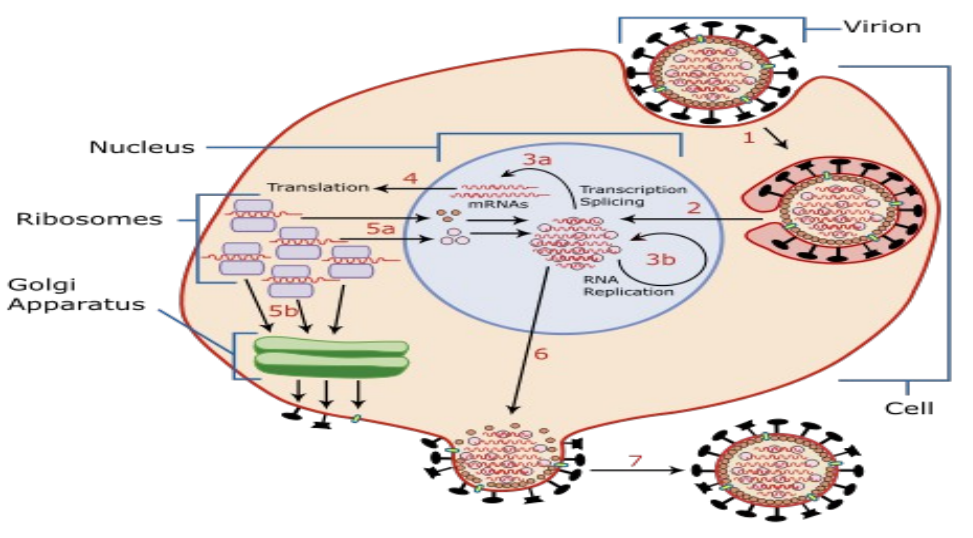 Virion
1
Nucleus
3a
4
Translation
mRNAs
Transcription
Splicing
2
Ribosomes
5a
3b
RNA
Replication
Golgi
Apparatus
5b
6
Cell
7